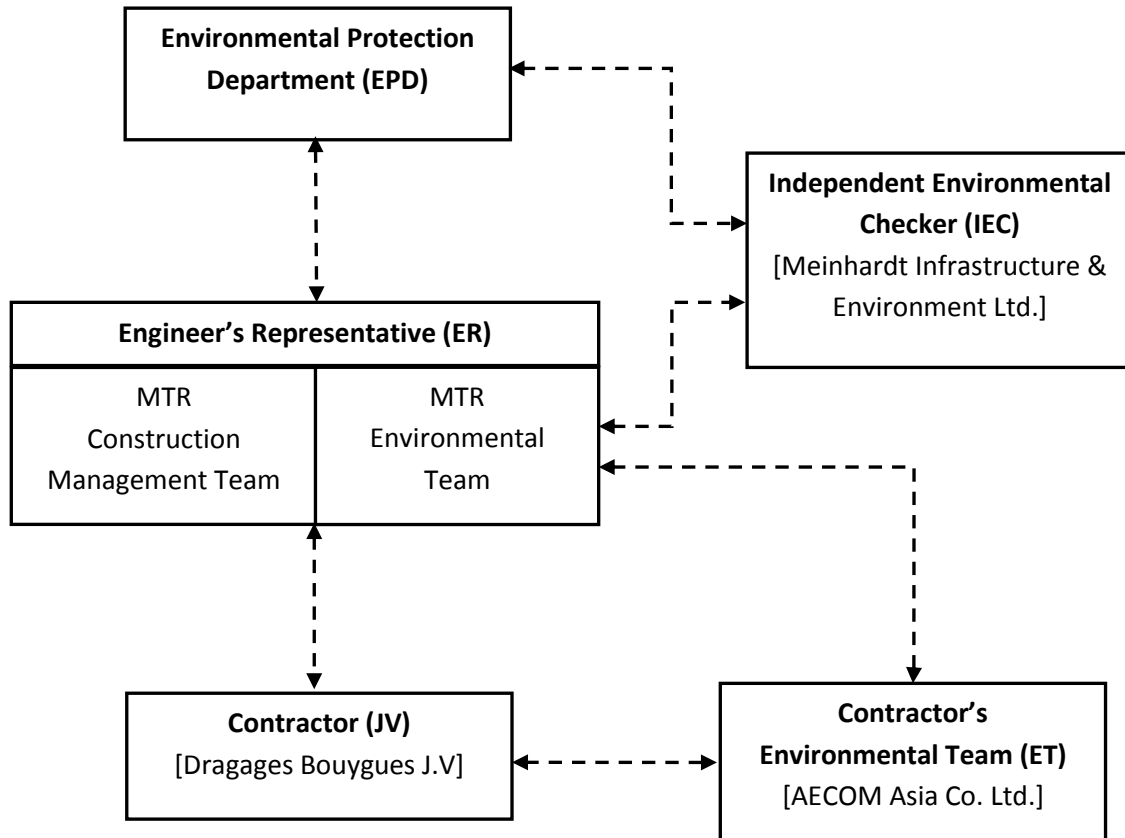 Environmental Protection
Department (EPD)
Independent Environmental
Checker (IEC)
[Meinhardt Infrastructure &
Environment Ltd.]
Engineer’s Representative (ER)
MTR
Construction
Management Team
MTR
Environmental
Team
Contractor (JV)
[Dragages Bouygues J.V]
Contractor’s
Environmental Team (ET)
[AECOM Asia Co. Ltd.]